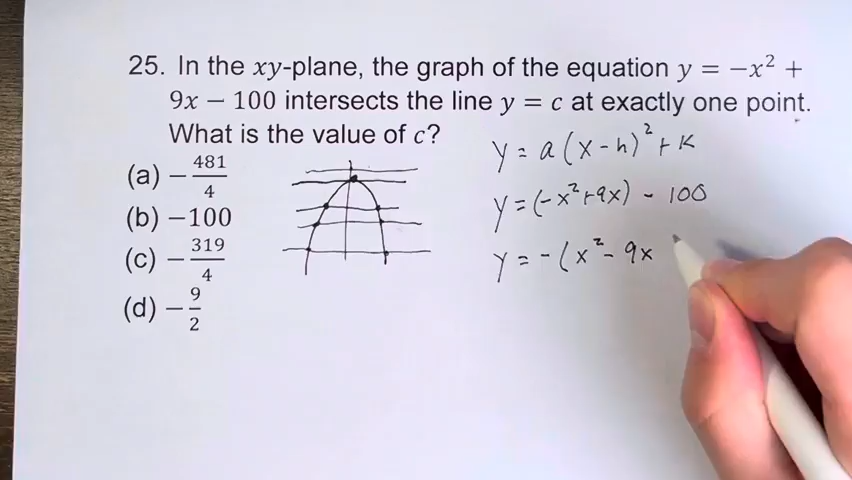 25. In the xy-plane, the graph of the equation y = −x² +
9x − 100 intersects the line y = c at exactly one point.
What is the value of c?
(a) −481/4
(b) −100
(c) −319/4
(d) −9/2
y = a(x-h)² + k
y = (-x²+9x) - 100
y = -(x² - 9x